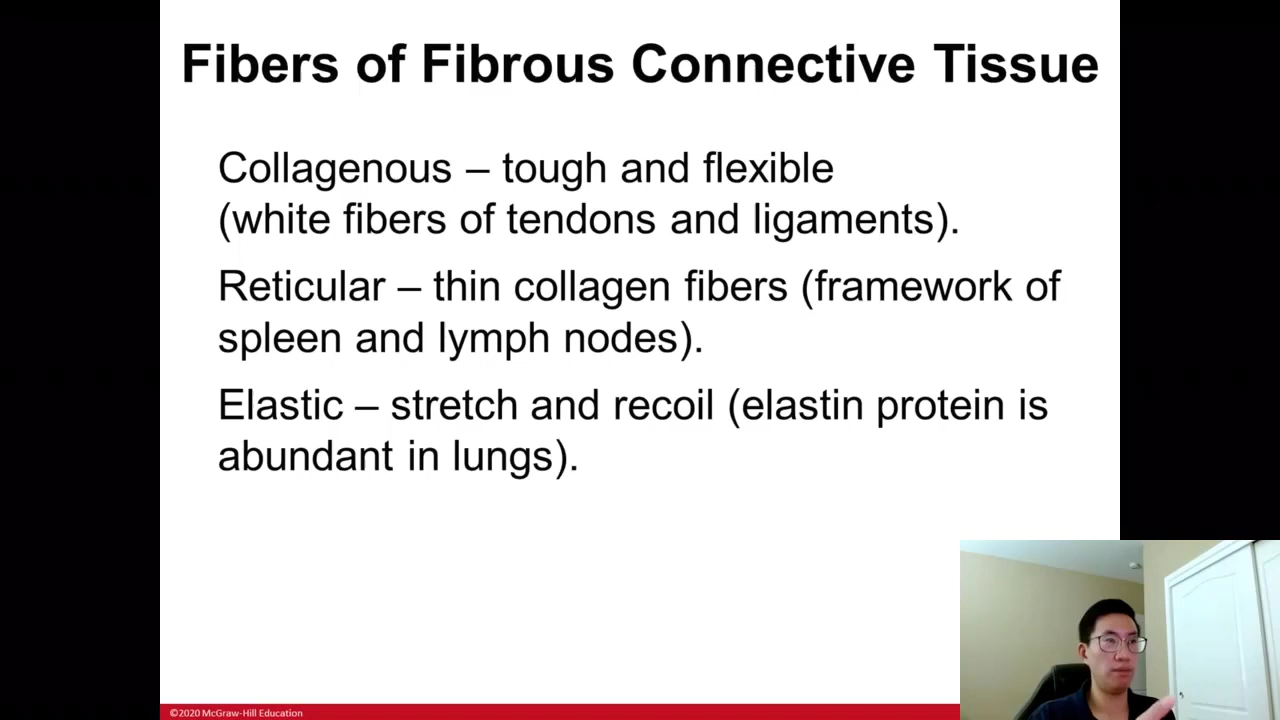 Fibers of Fibrous Connective Tissue
Collagenous – tough and flexible
(white fibers of tendons and ligaments).
Reticular – thin collagen fibers (framework of
spleen and lymph nodes).
Elastic – stretch and recoil (elastin protein is
abundant in lungs).
©2020 McGraw-Hill Education